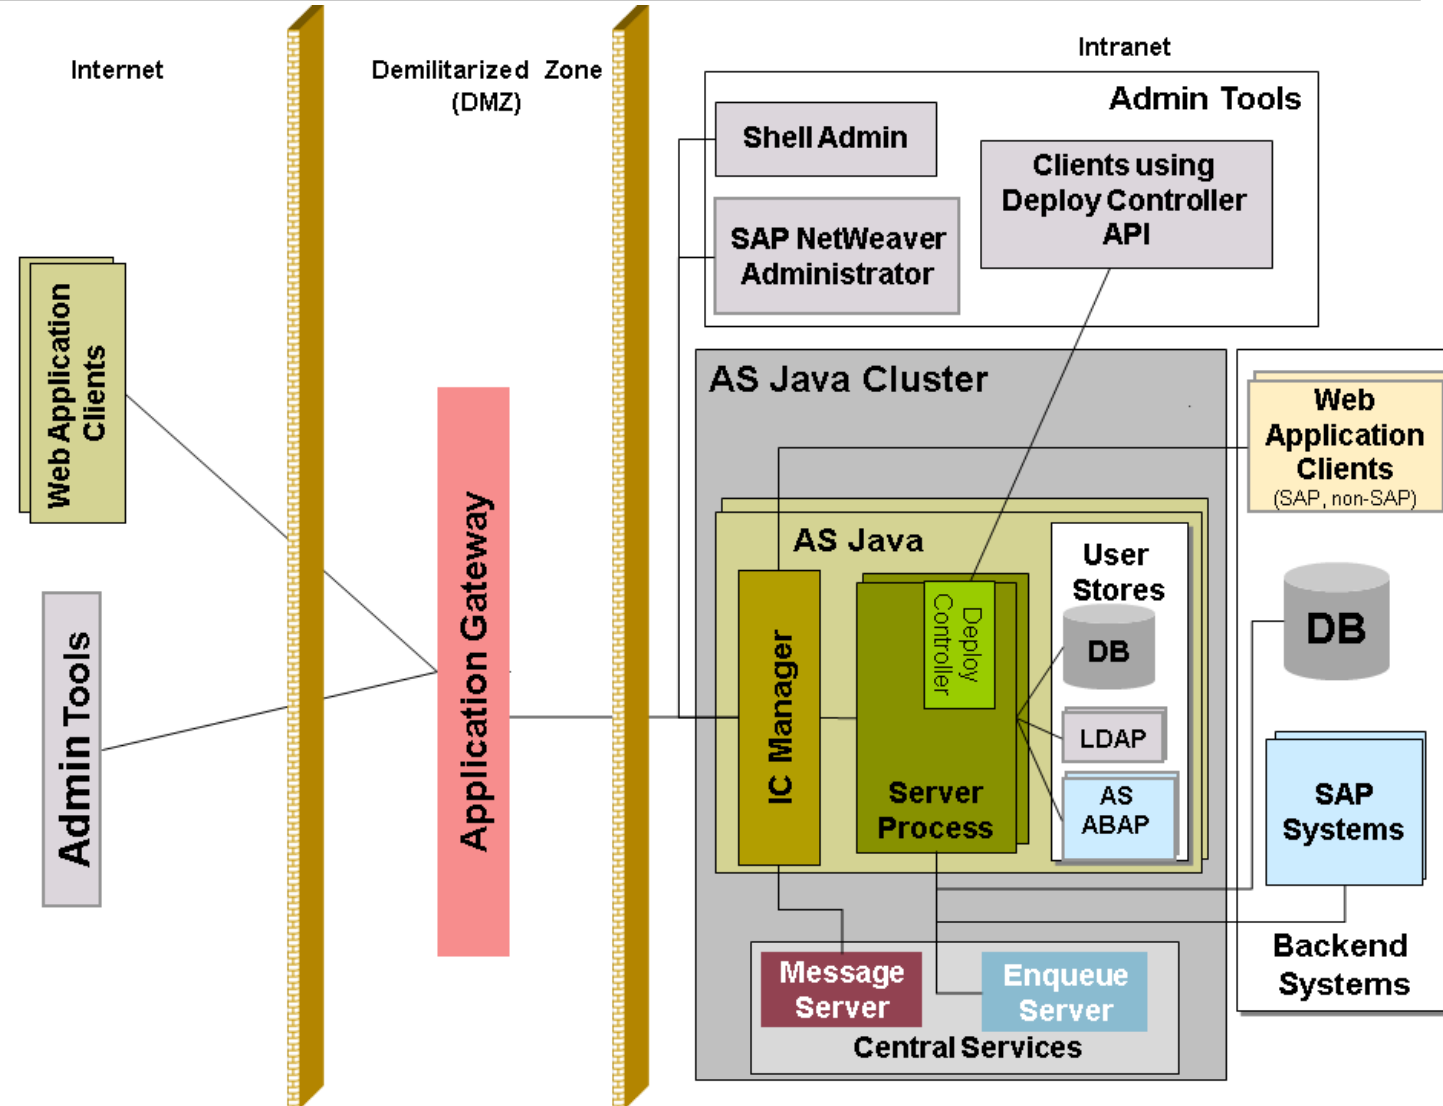 Internet
Demilitarized Zone
(DMZ)
Intranet
Admin Tools
Shell Admin
Clients using
Deploy Controller
API
SAP NetWeaver
Administrator
Web Application
Clients
Admin Tools
Application Gateway
AS Java Cluster
Web
Application
Clients
(SAP, non-SAP)
AS Java
User
Stores
Deploy
Controller
DB
DB
IC Manager
LDAP
Server
Process
AS
ABAP
SAP
Systems
Backend
Systems
Message
Server
Enqueue
Server
Central Services